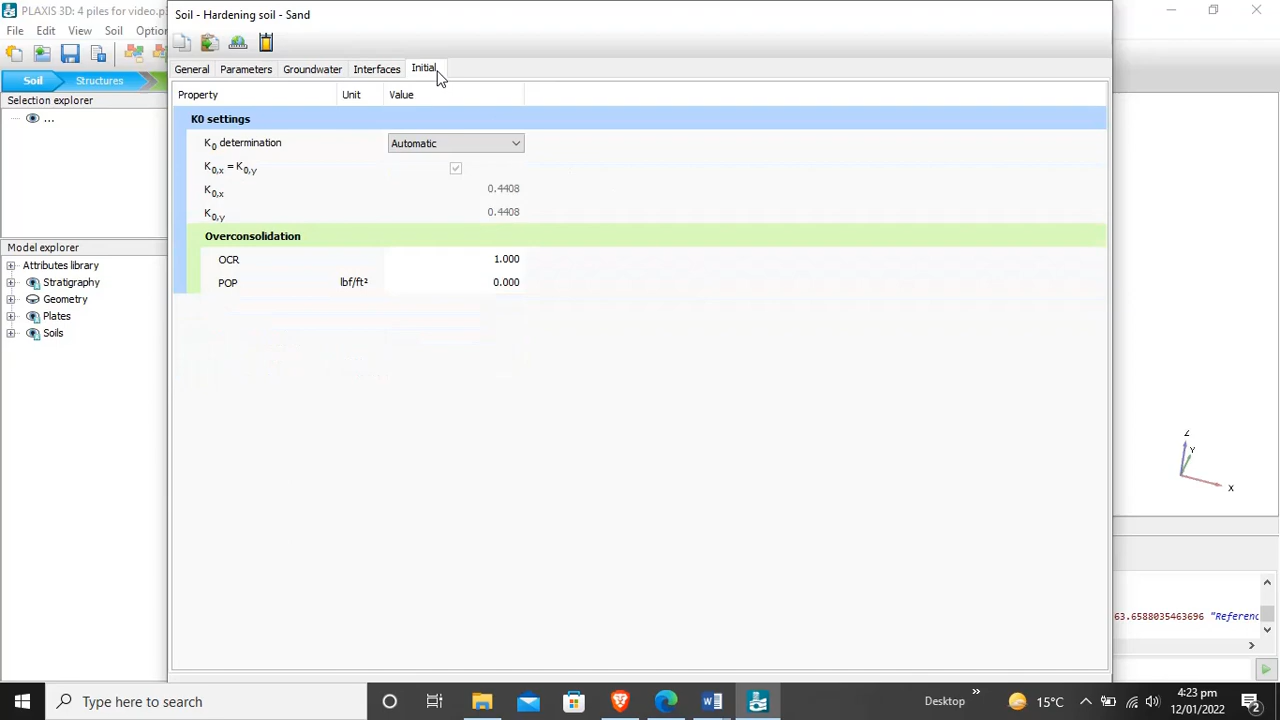 PLAXIS 3D: 4 piles for video.p
Soil - Hardening soil - Sand
File Edit View Soil Optio
General Parameters Groundwater Interfaces Initial
Soil Structures
Property Unit Value
Selection explorer
...
K0 settings
K0 determination Automatic
K0,x = K0,y
K0,x 0.4408
K0,y 0.4408
Overconsolidation
Model explorer
OCR 1.000
Attributes library
POP lbf/ft² 0.000
Stratigraphy
Geometry
Plates
Soils
Z
Y
X
63.6588035463696 "Referenc
Type here to search
Desktop
15°C
4:23 pm
12/01/2022
2